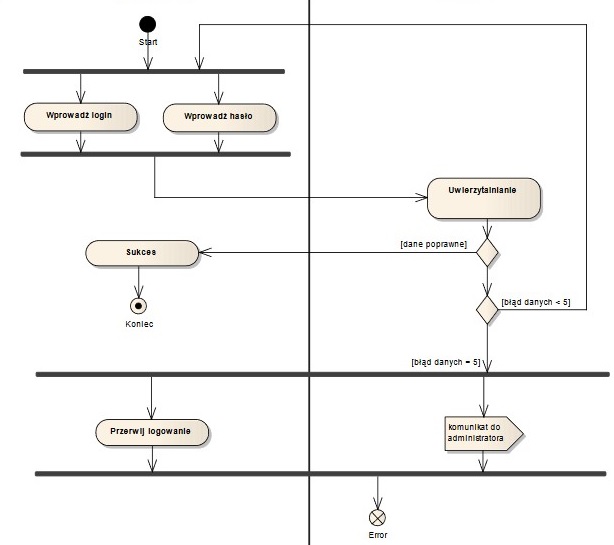 Start
Wprowadź login
Wprowadź hasło
Uwierzytalnianie
[dane poprawne]
Sukces
[błąd danych < 5]
Koniec
[błąd danych = 5]
Przerwij logowanie
komunikat do
administratora
Error